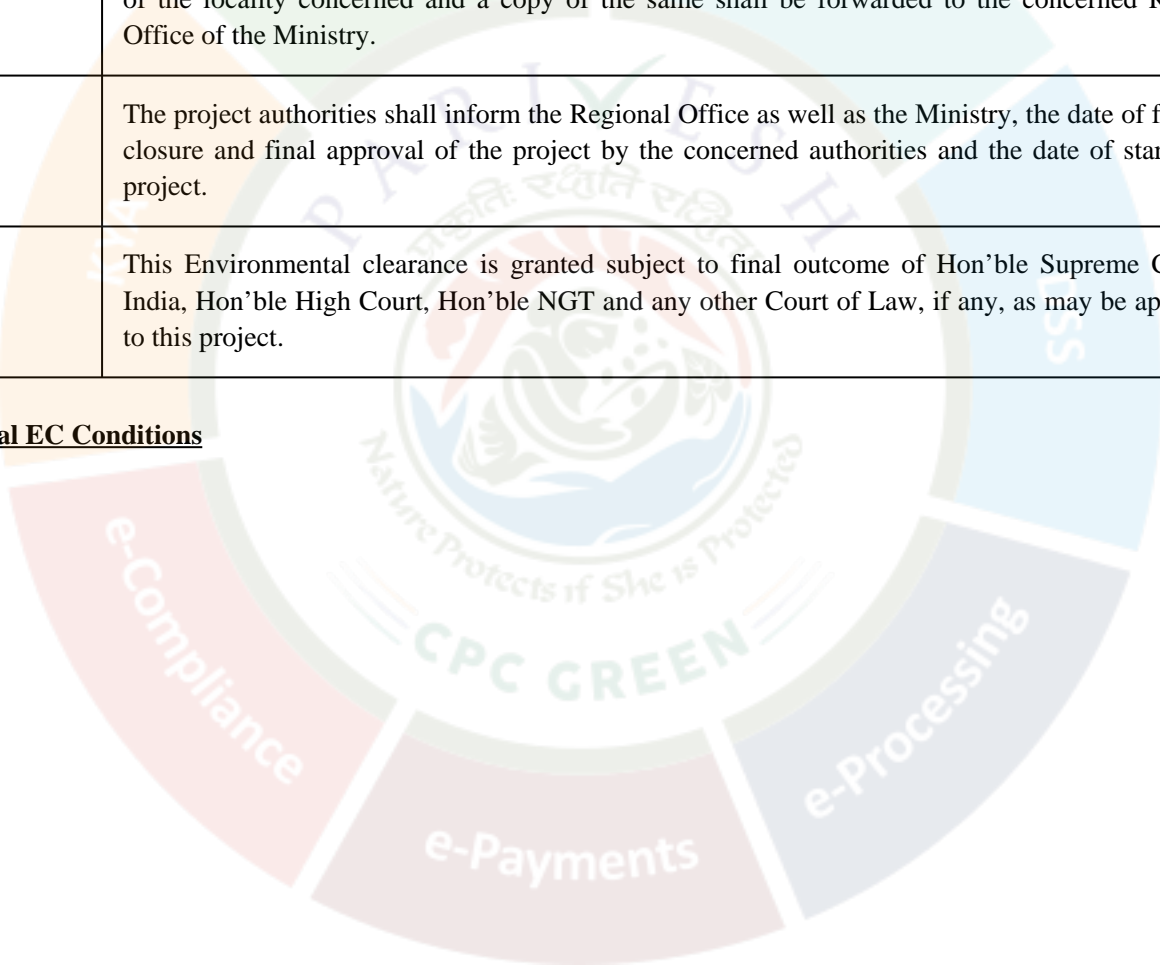 of the locality concerned and a copy of the same shall be forwarded to the concerned
Office of the Ministry.
The project authorities shall inform the Regional Office as well as the Ministry, the date of
closure and final approval of the project by the concerned authorities and the date of
project.
This Environmental clearance is granted subject to final outcome of Hon'ble Supreme
India, Hon'ble High Court, Hon'ble NGT and any other Court of Law, if any, as may be
to this project.
EC Conditions
PARIVESH
प्रकृतिः रक्षति रक्षिता
KYA
DSS
Nature Protects if She is Protected
CPC GREEN
e-Compliance
e-Processing
e-Payments